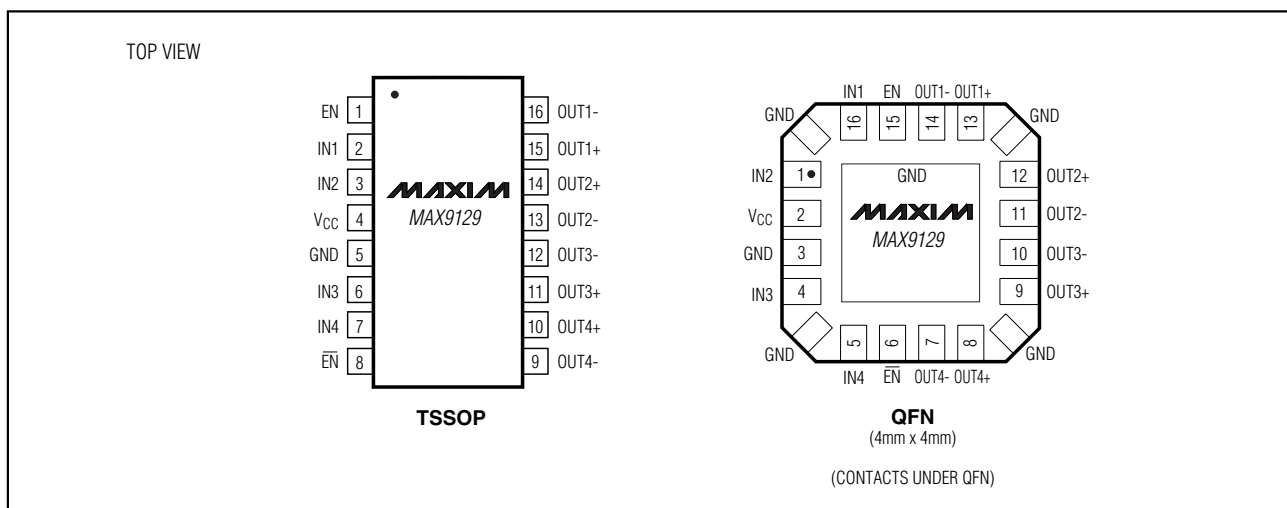 TOP VIEW
EN 1
IN1 2
IN2 3
VCC 4
GND 5
IN3 6
IN4 7
E̅N̅ 8
MAXIM
MAX9129
16 OUT1-
15 OUT1+
14 OUT2+
13 OUT2-
12 OUT3-
11 OUT3+
10 OUT4+
9 OUT4-
TSSOP
IN1 EN OUT1- OUT1+
GND 16 15 14 13 GND
IN2 1
VCC 2
GND 3
IN3 4
GND
MAXIM
MAX9129
12 OUT2+
11 OUT2-
10 OUT3-
9 OUT3+
GND 5 6 7 8 GND
IN4 E̅N̅ OUT4- OUT4+
QFN
(4mm x 4mm)
(CONTACTS UNDER QFN)